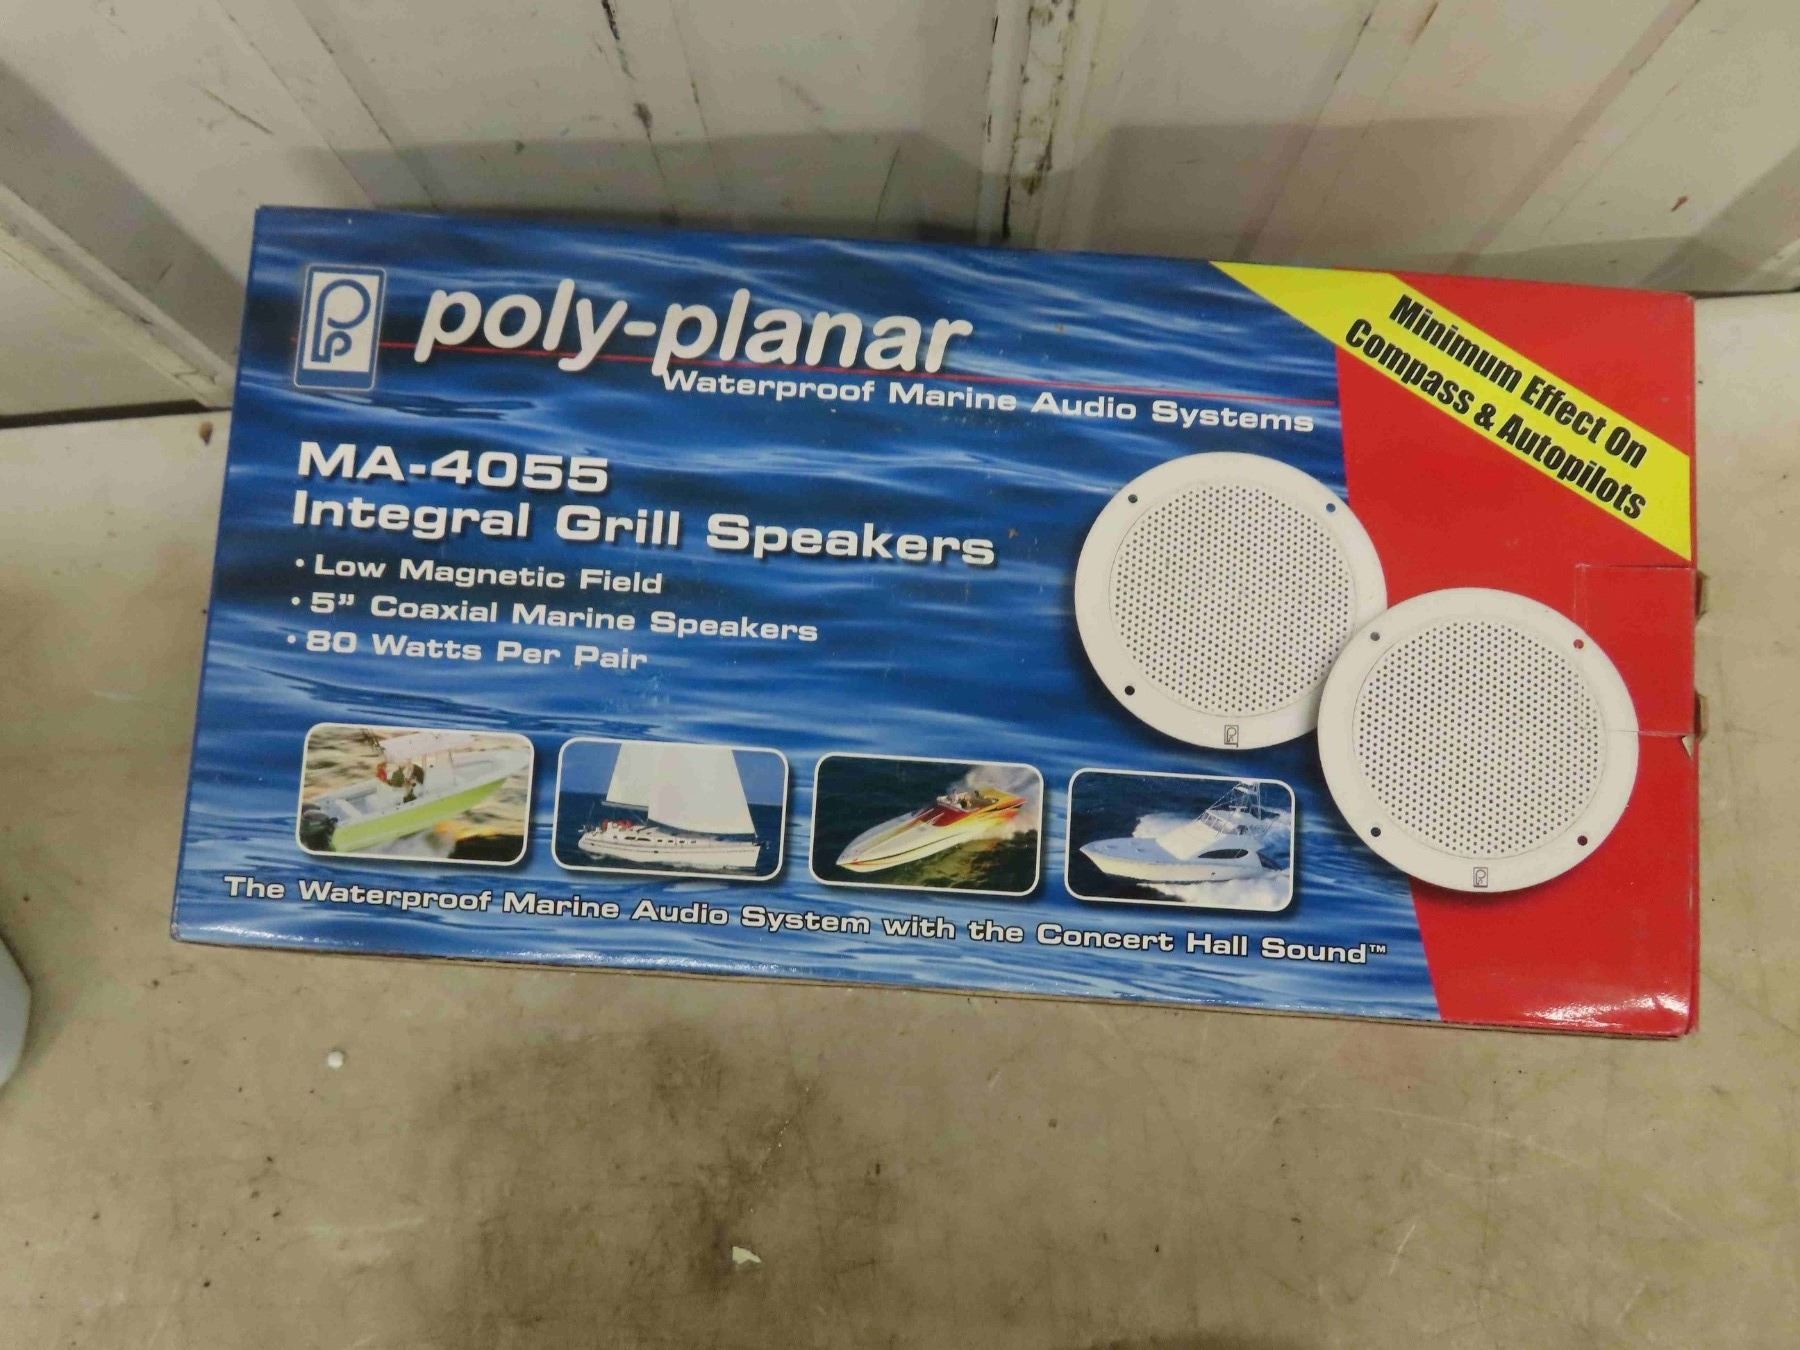 poly-planar
Waterproof Marine Audio Systems
Minimum Effect On
Compass & Autopilots
MA-4055
Integral Grill Speakers
• Low Magnetic Field
• 5” Coaxial Marine Speakers
• 80 Watts Per Pair
The Waterproof Marine Audio System with the Concert Hall Sound™